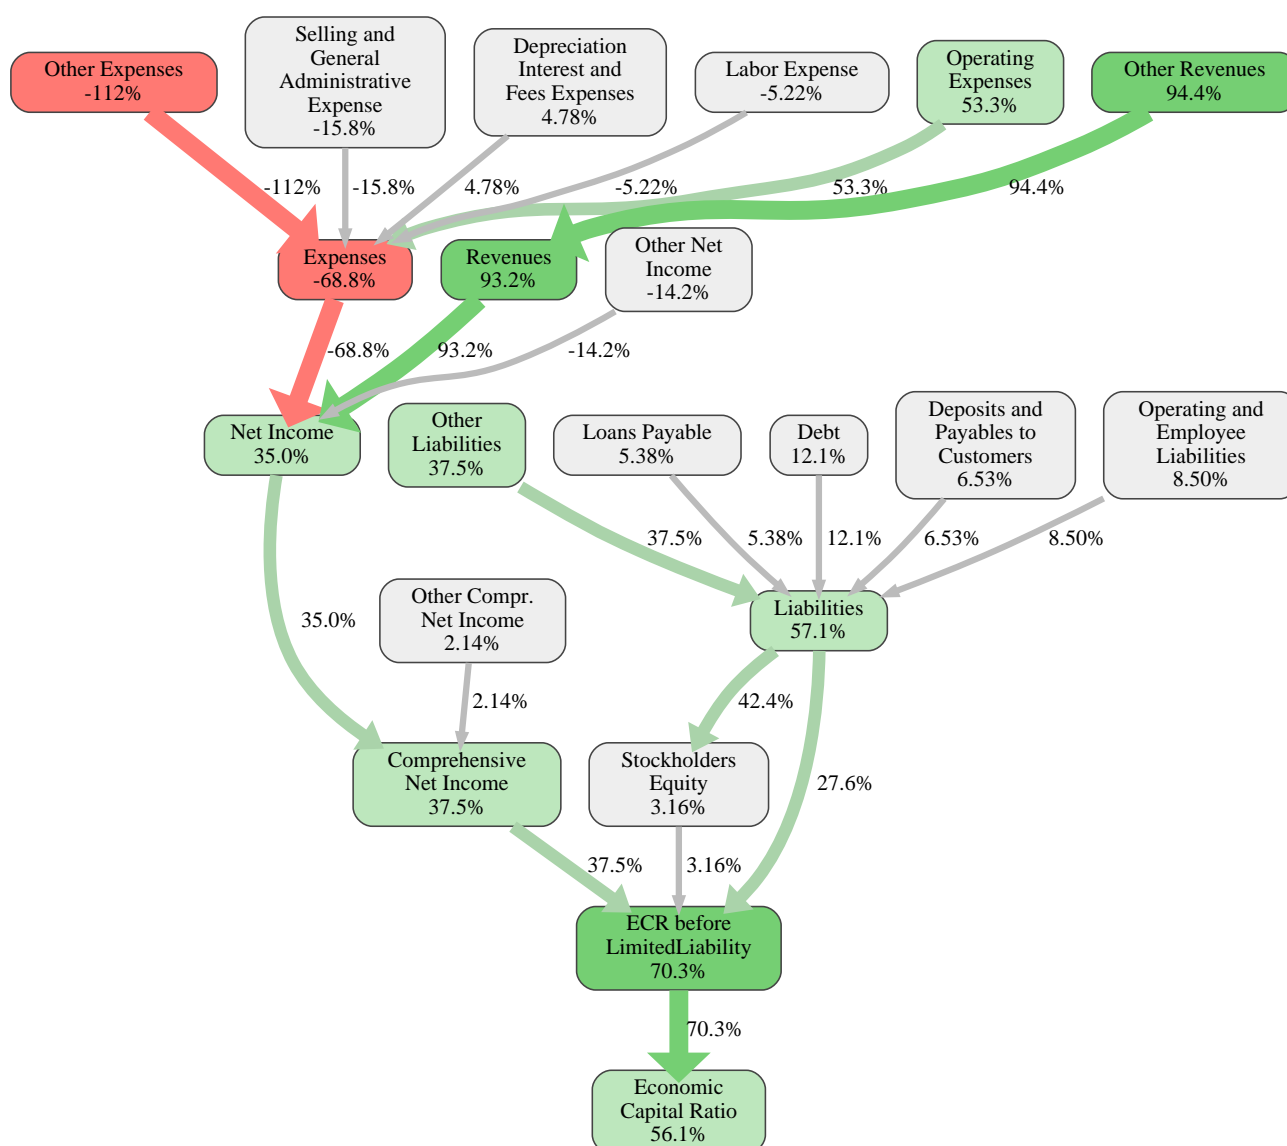 Other Expenses
-112%
Selling and
General
Administrative
Expense
-15.8%
Depreciation
Interest and
Fees Expenses
4.78%
Labor Expense
-5.22%
Operating
Expenses
53.3%
Other Revenues
94.4%
-112%
-15.8%
4.78%
-5.22%
53.3%
94.4%
Expenses
-68.8%
Revenues
93.2%
Other Net
Income
-14.2%
-68.8%
93.2%
-14.2%
Net Income
35.0%
Other
Liabilities
37.5%
Loans Payable
5.38%
Debt
12.1%
Deposits and
Payables to
Customers
6.53%
Operating and
Employee
Liabilities
8.50%
37.5%
5.38%
12.1%
6.53%
8.50%
35.0%
Other Compr.
Net Income
2.14%
Liabilities
57.1%
2.14%
42.4%
27.6%
Comprehensive
Net Income
37.5%
Stockholders
Equity
3.16%
37.5%
3.16%
ECR before
LimitedLiability
70.3%
70.3%
Economic
Capital Ratio
56.1%